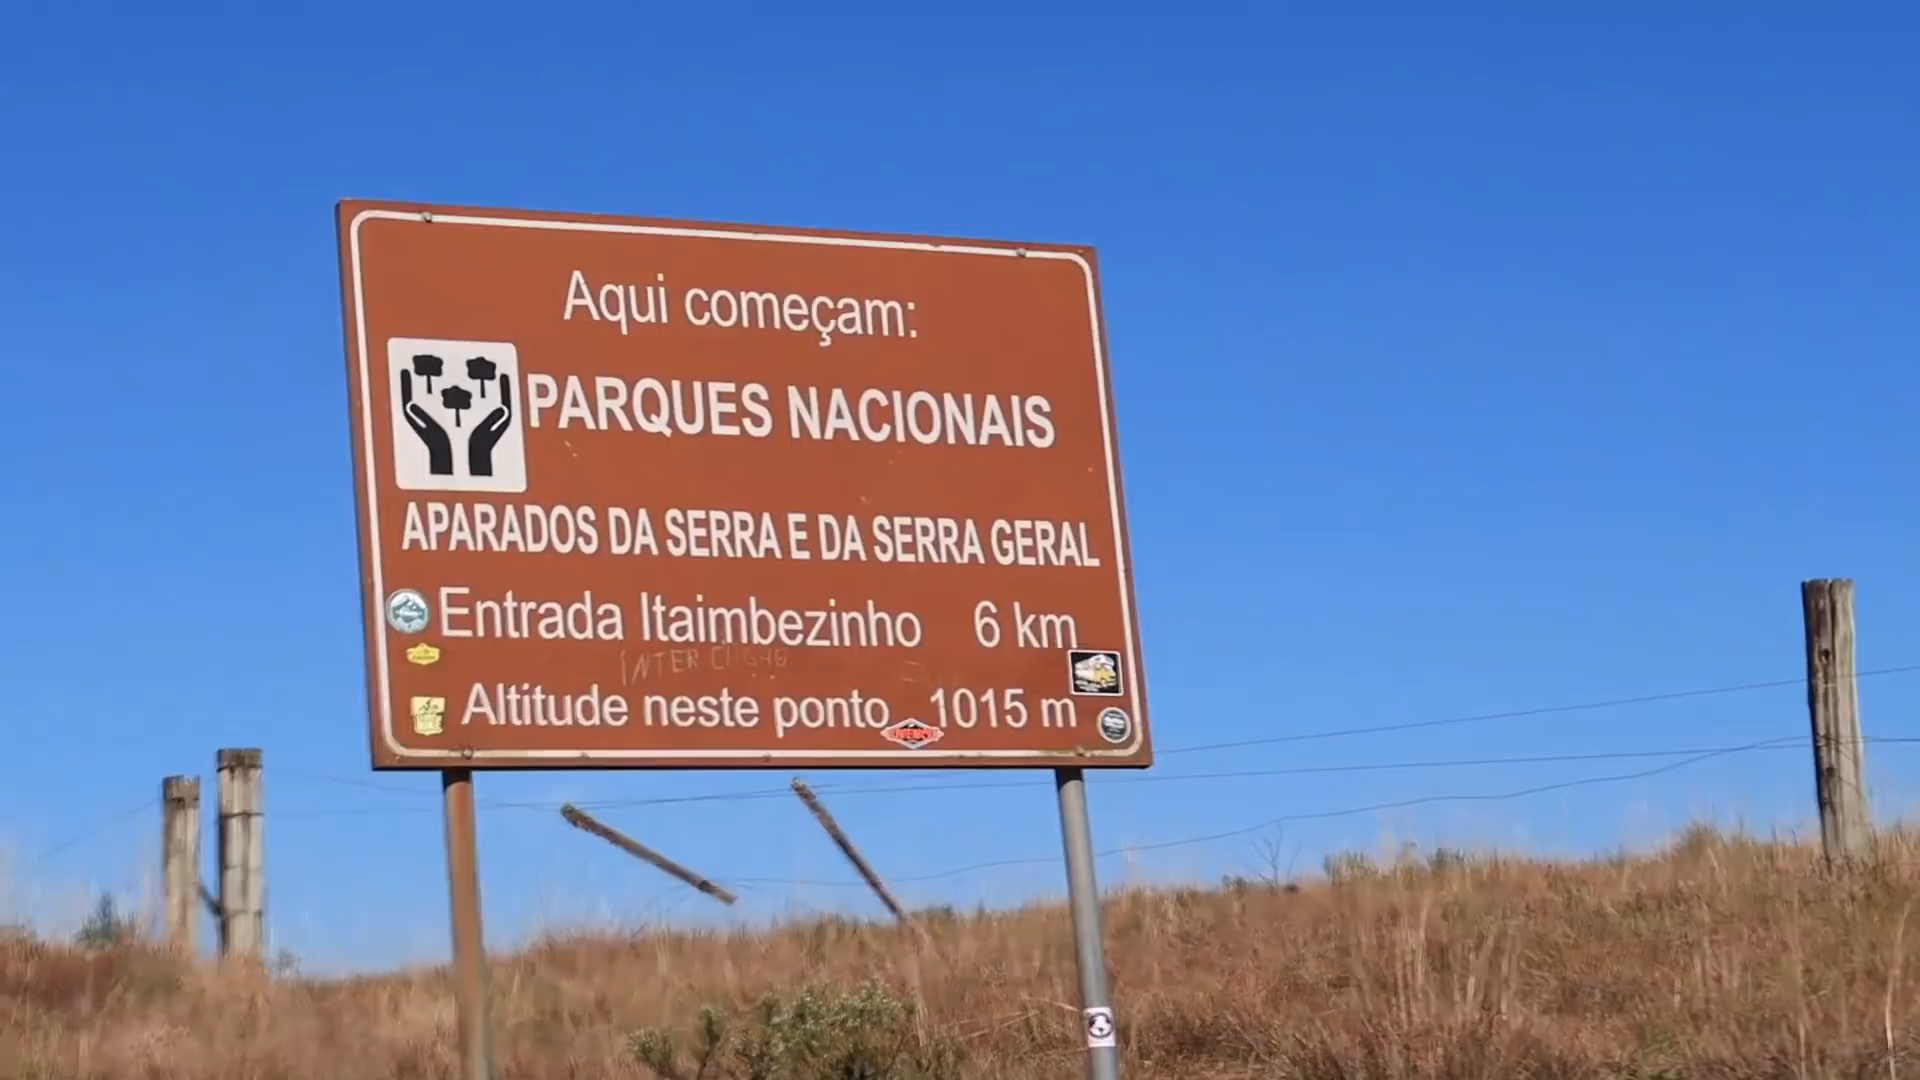 Aqui começam:
PARQUES NACIONAIS
APARADOS DA SERRA E DA SERRA GERAL
Entrada Itaimbezinho 6 km
Altitude neste ponto 1015 m